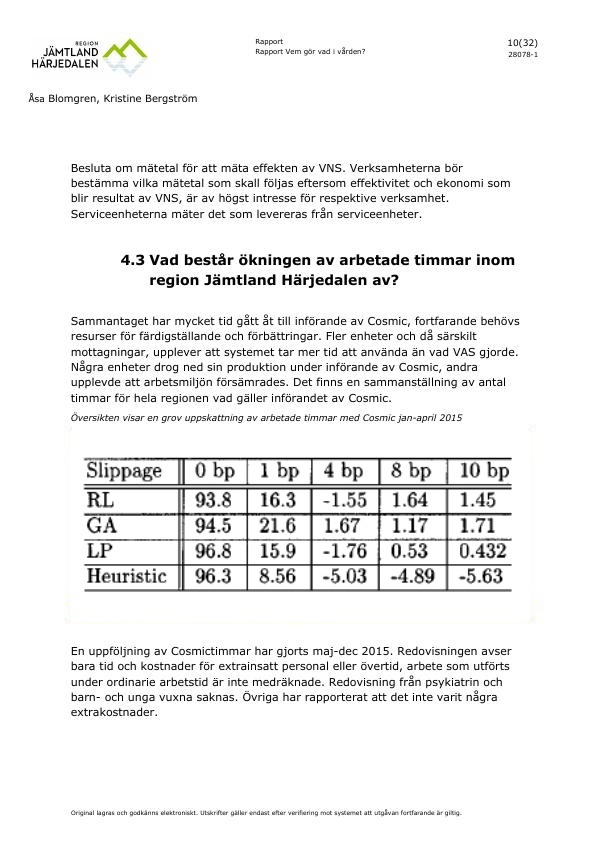 REGION
JÄMTLAND
HÄRJEDALEN
Rapport
Rapport Vem gör vad i vården?
10(32)
28078-1
Åsa Blomgren, Kristine Bergström
Besluta om mätetal för att mäta effekten av VNS. Verksamheterna bör
bestämma vilka mätetal som skall följas eftersom effektivitet och ekonomi som
blir resultat av VNS, är av högst intresse för respektive verksamhet.
Serviceenheterna mäter det som levereras från serviceenheter.
4.3 Vad består ökningen av arbetade timmar inom
region Jämtland Härjedalen av?
Sammantaget har mycket tid gått åt till införande av Cosmic, fortfarande behövs
resurser för färdigställande och förbättringar. Fler enheter och då särskilt
mottagningar, upplever att systemet tar mer tid att använda än vad VAS gjorde.
Några enheter drog ned sin produktion under införande av Cosmic, andra
upplevde att arbetsmiljön försämrades. Det finns en sammanställning av antal
timmar för hela regionen vad gäller införandet av Cosmic.
Översikten visar en grov uppskattning av arbetade timmar med Cosmic jan-april 2015
Slippage 0 bp 1 bp 4 bp 8 bp 10 bp
RL 93.8 16.3 -1.55 1.64 1.45
GA 94.5 21.6 1.67 1.17 1.71
LP 96.8 15.9 -1.76 0.53 0.432
Heuristic 96.3 8.56 -5.03 -4.89 -5.63
En uppföljning av Cosmictimmar har gjorts maj-dec 2015. Redovisningen avser
bara tid och kostnader för extrainsatt personal eller övertid, arbete som utförts
under ordinarie arbetstid är inte medräknade. Redovisning från psykiatrin och
barn- och unga vuxna saknas. Övriga har rapporterat att det inte varit några
extrakostnader.
Original lagras och godkänns elektroniskt. Utskrifter gäller endast efter verifiering mot systemet att utgåvan fortfarande är giltig.